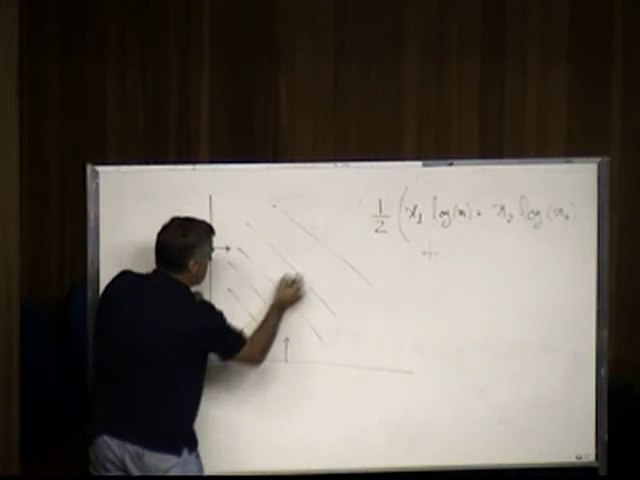 1/2 ( x₁ log(x₁) + x₂ log(x₂)
+